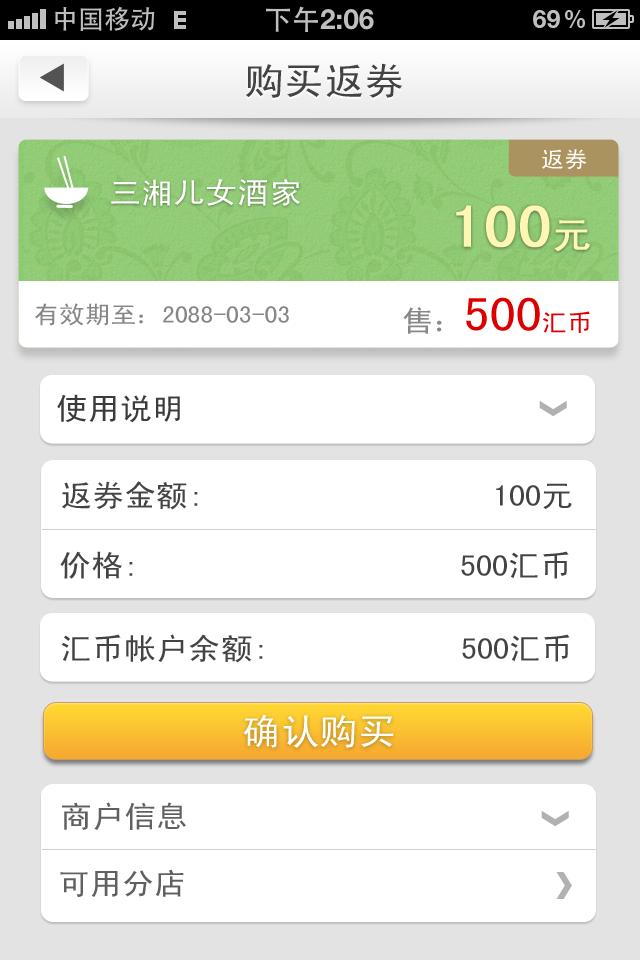 中国移动 E 下午2:06 69%
购买返券
返券
三湘儿女酒家
100元
有效期至：2088-03-03 售：500汇币
使用说明
返券金额: 100元
价格: 500汇币
汇币帐户余额: 500汇币
确认购买
商户信息
可用分店